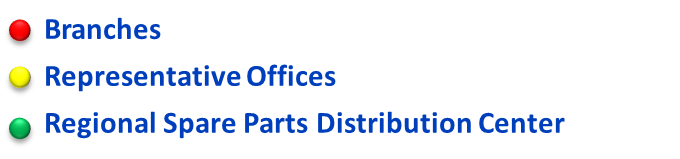 Branches
Representative Offices
Regional Spare Parts Distribution Center